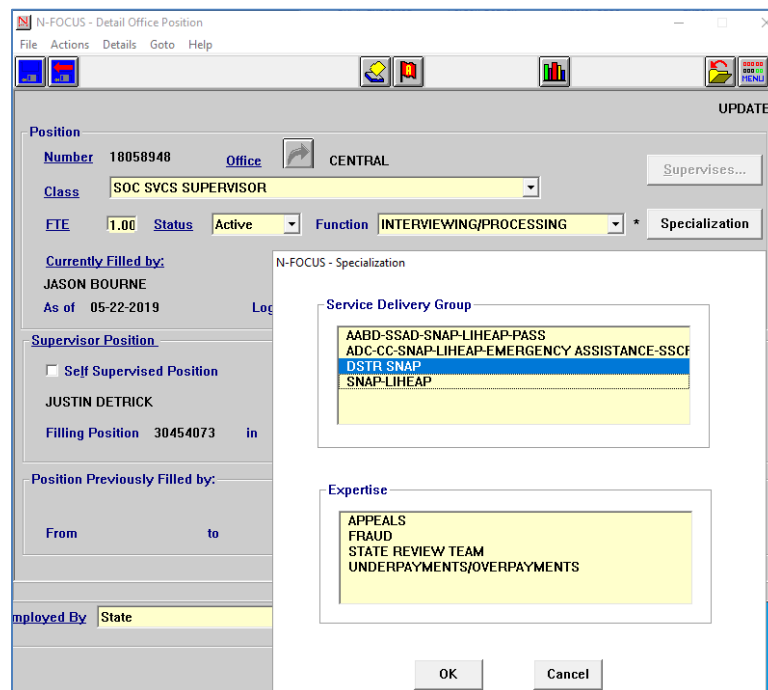 N-FOCUS - Detail Office Position
File Actions Details Goto Help
MENU
UPDATE
Position
Number 18058948 Office CENTRAL
Supervises...
Class SOC SVCS SUPERVISOR
FTE 1.00 Status Active Function INTERVIEWING/PROCESSING * Specialization
Currently Filled by:
JASON BOURNE
As of 05-22-2019 Log
Supervisor Position
Self Supervised Position
JUSTIN DETRICK
Filling Position 30454073 in
Position Previously Filled by:
From to
mployed By State
N-FOCUS - Specialization
Service Delivery Group
AABD-SSAD-SNAP-LIHEAP-PASS
ADC-CC-SNAP-LIHEAP-EMERGENCY ASSISTANCE-SSCF
DSTR SNAP
SNAP-LIHEAP
Expertise
APPEALS
FRAUD
STATE REVIEW TEAM
UNDERPAYMENTS/OVERPAYMENTS
OK Cancel